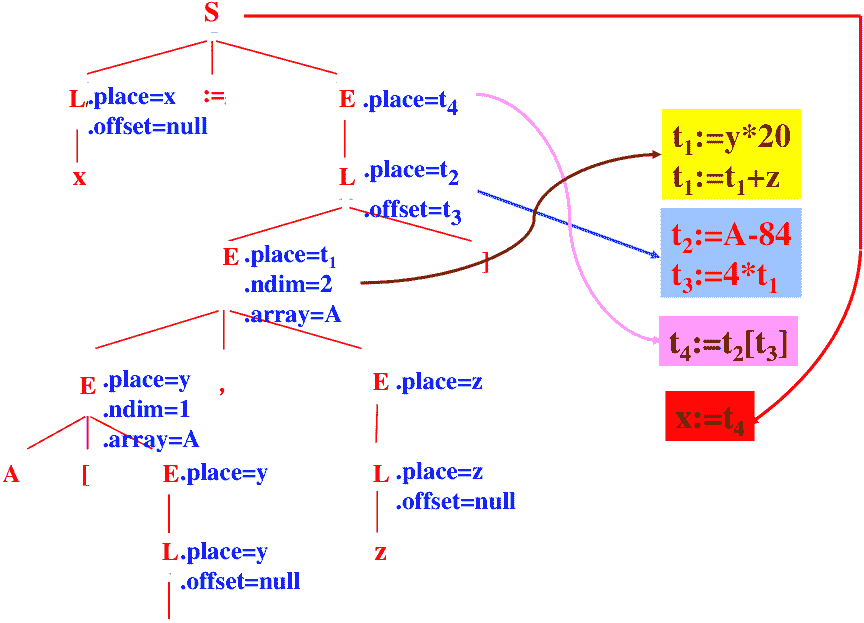 S
L .place=x := E .place=t₄
.offset=null
x L .place=t₂
.offset=t₃
E .place=t₁ ]
.ndim=2
.array=A
E .place=y , E .place=z
.ndim=1
.array=A
A [ E .place=y L .place=z
.offset=null
L .place=y z
.offset=null
t₁:=y*20
t₁:=t₁+z
t₂:=A-84
t₃:=4*t₁
t₄:=t₂[t₃]
x:=t₄